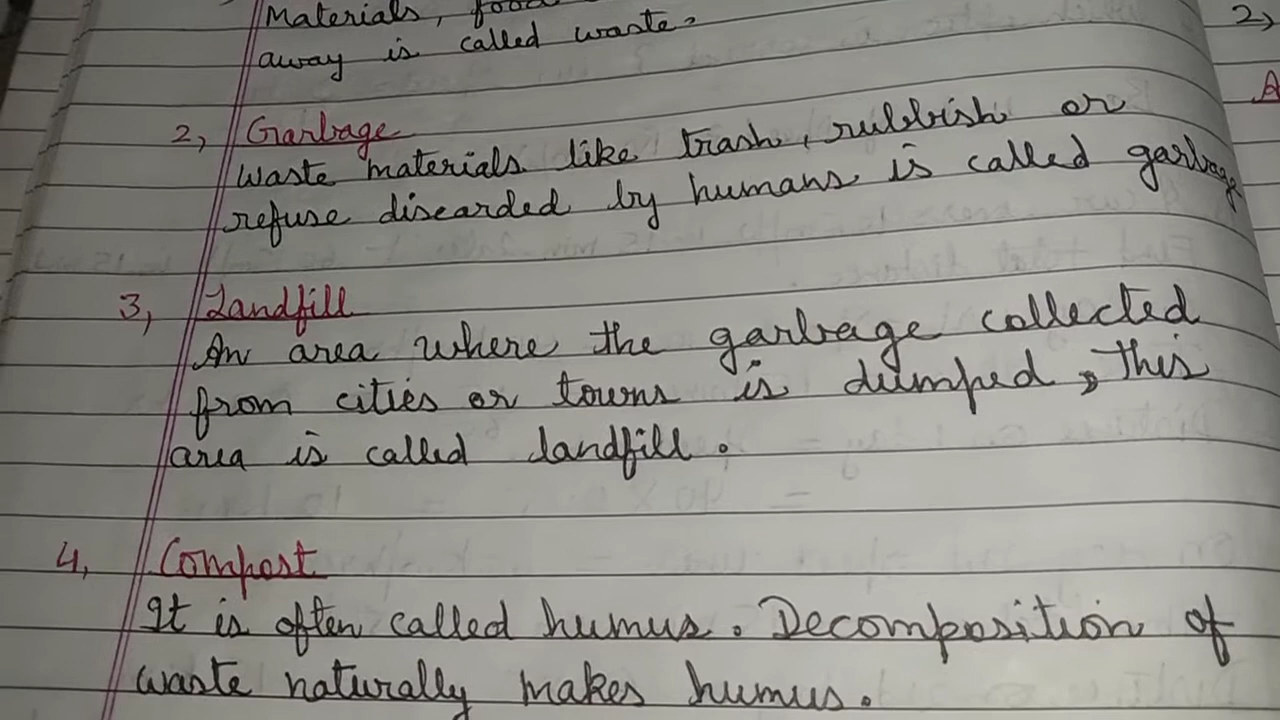 Materials, food
away is called waste.
2, Garbage
Waste materials like trash, rubbish or
refuse discarded by humans is called garbage
3, Landfill
An area where the garbage collected
from cities or towns is dumped, this
area is called landfill.
4, Compost
It is often called humus. Decomposition of
waste naturally makes humus.
2,
A